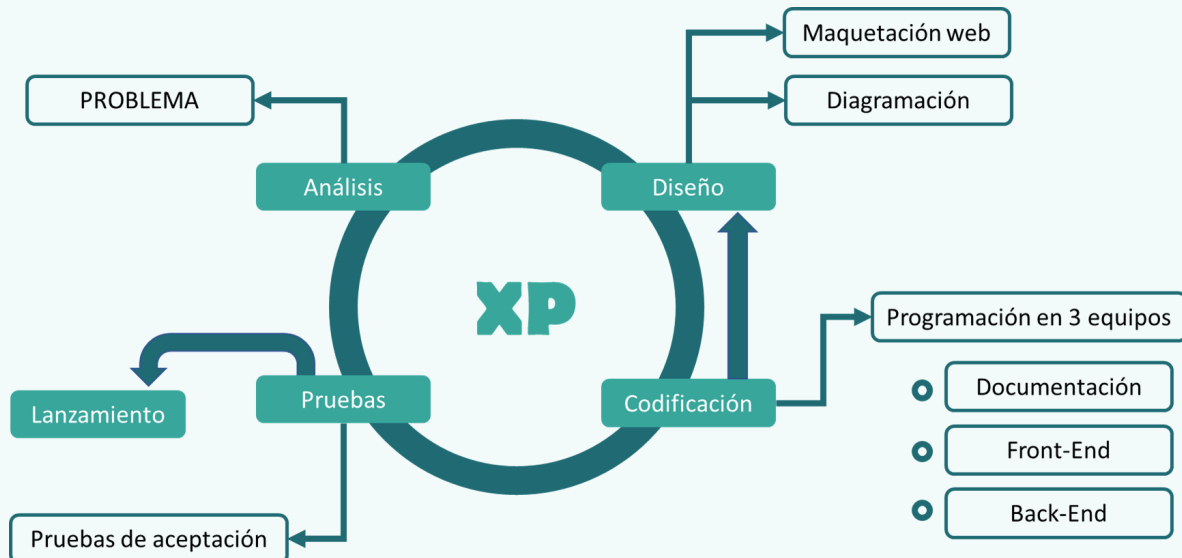 Maquetación web
PROBLEMA
Diagramación
Análisis
Diseño
XP
Programación en 3 equipos
Lanzamiento
Pruebas
Codificación
Documentación
Front-End
Back-End
Pruebas de aceptación